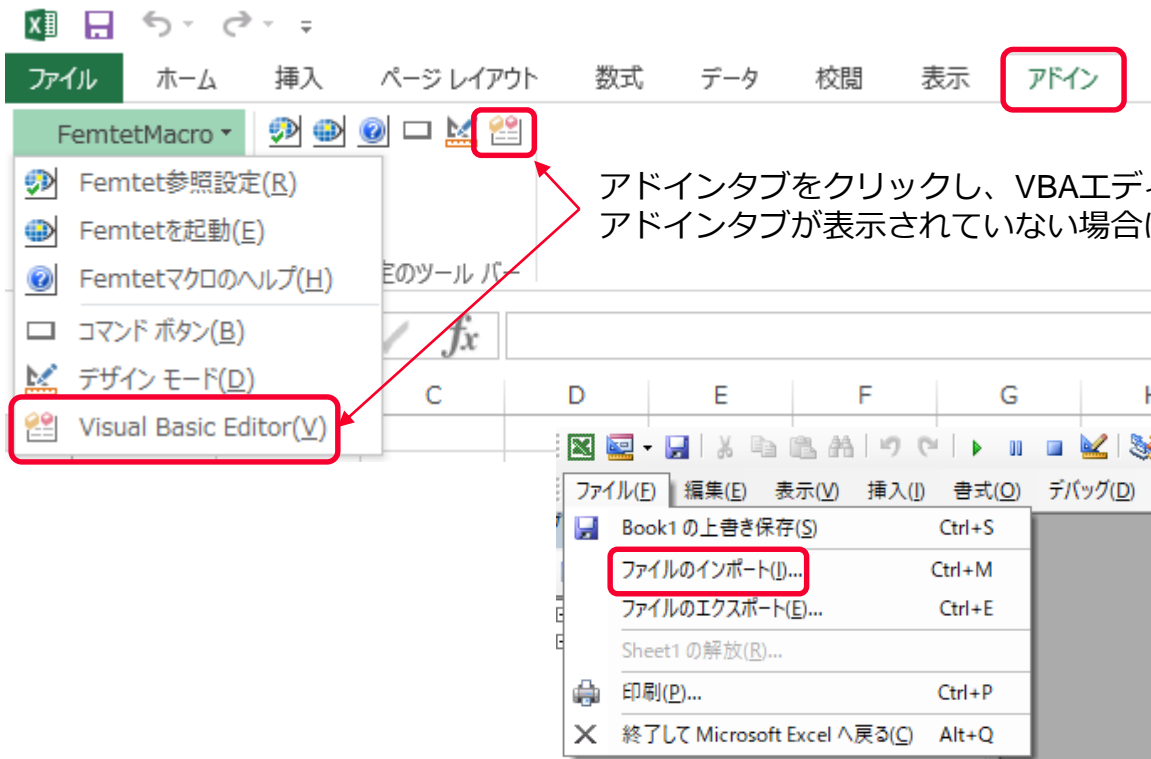 ファイル ホーム 挿入 ページ レイアウト 数式 データ 校閲 表示 アドイン
FemtetMacro
Femtet参照設定(R)
Femtetを起動(E)
Femtetマクロのヘルプ(H)
コマンド ボタン(B)
デザイン モード(D)
Visual Basic Editor(V)
のツール バー
アドインタブをクリックし、VBAエデ
アドインタブが表示されていない場合
fx
C D E F G
ファイル(F) 編集(E) 表示(V) 挿入(I) 書式(O) デバッグ(D)
Book1 の上書き保存(S) Ctrl+S
ファイルのインポート(I)... Ctrl+M
ファイルのエクスポート(E)... Ctrl+E
Sheet1 の解放(R)...
印刷(P)... Ctrl+P
終了して Microsoft Excel へ戻る(C) Alt+Q